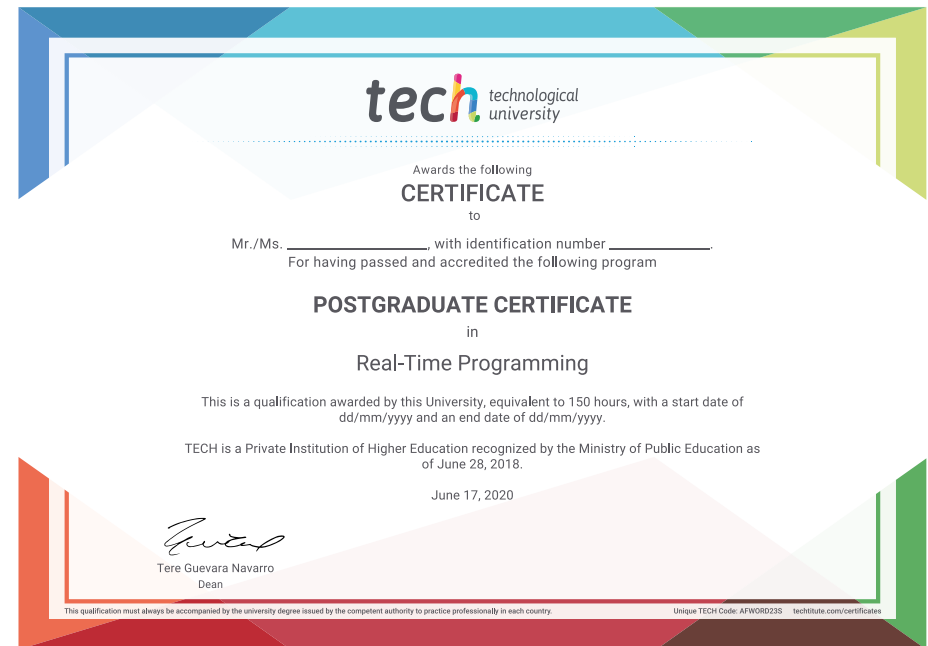 tech technological
university
Awards the following
CERTIFICATE
to
Mr./Ms. ____________, with identification number ____________.
For having passed and accredited the following program
POSTGRADUATE CERTIFICATE
in
Real-Time Programming
This is a qualification awarded by this University, equivalent to 150 hours, with a start date of
dd/mm/yyyy and an end date of dd/mm/yyyy.
TECH is a Private Institution of Higher Education recognized by the Ministry of Public Education as
of June 28, 2018.
June 17, 2020
Tere Guevara Navarro
Dean
This qualification must always be accompanied by the university degree issued by the competent authority to practice professionally in each country. Unique TECH Code: AFWORD23S techtitute.com/certificates